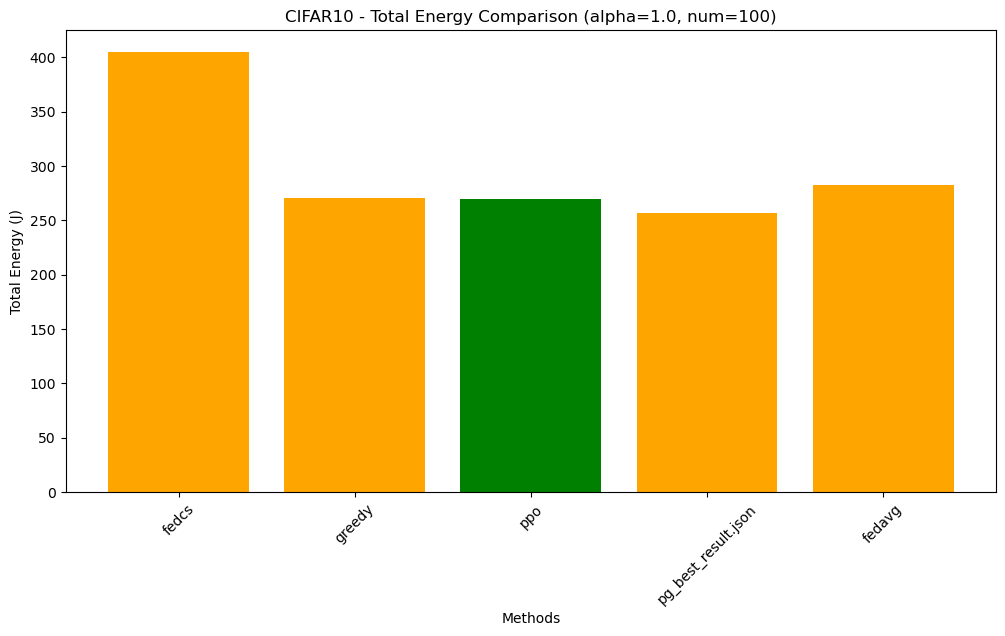 CIFAR10 - Total Energy Comparison (alpha=1.0, num=100)
Total Energy (J)
400
350
300
250
200
150
100
50
0
fedcs
greedy
ppo
pg_best_result.json
fedavg
Methods